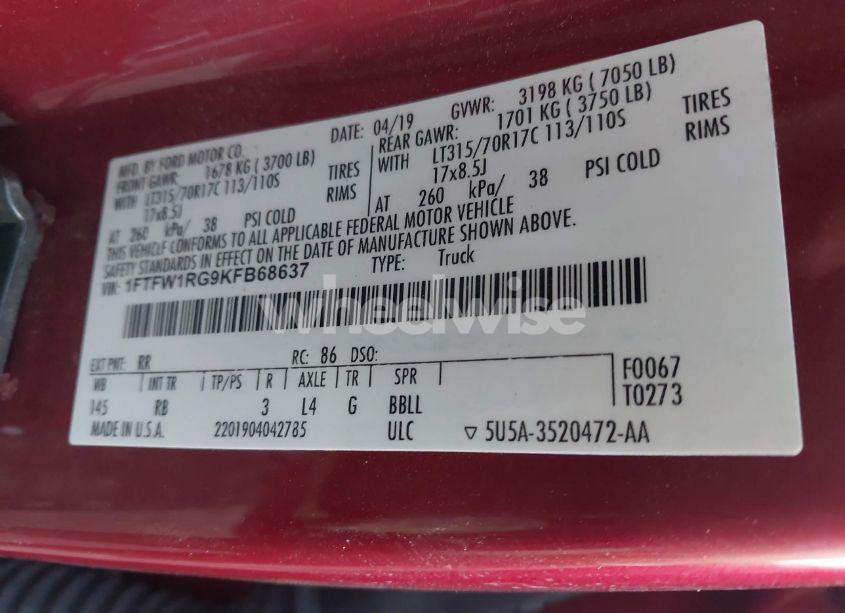 MFD. BY FORD MOTOR CO. DATE: 04/19 GVWR: 3198 KG ( 7050 LB)
FRONT GAWR: 1678 KG ( 3700 LB) REAR GAWR: 1701 KG ( 3750 LB)
WITH LT315/70R17C 113/110S TIRES WITH LT315/70R17C 113/110S TIRES
17x8.5J RIMS 17x8.5J RIMS
AT 260 kPa/ 38 PSI COLD AT 260 kPa/ 38 PSI COLD
THIS VEHICLE CONFORMS TO ALL APPLICABLE FEDERAL MOTOR VEHICLE
SAFETY STANDARDS IN EFFECT ON THE DATE OF MANUFACTURE SHOWN ABOVE.
VIN: 1FTFW1RG9KFB68637 TYPE: Truck
wheelwise
EXT PNT: RR RC: 86 DSO:
WB INT TR TP/PS R AXLE TR SPR F0067
145 RB 3 L4 G BBLL T0273
MADE IN U.S.A. 2201904042785 ULC ▽ 5U5A-3520472-AA